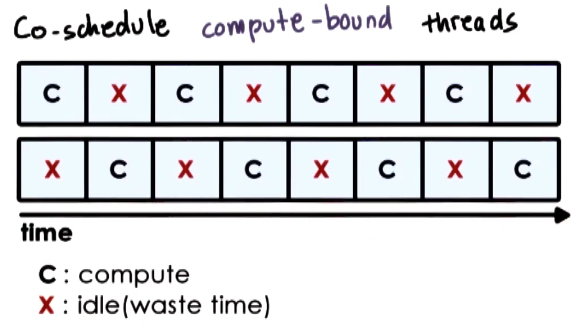 Co-schedule compute-bound threads
C X C X C X C X
X C X C X C X C
time
C : compute
X : idle(waste time)